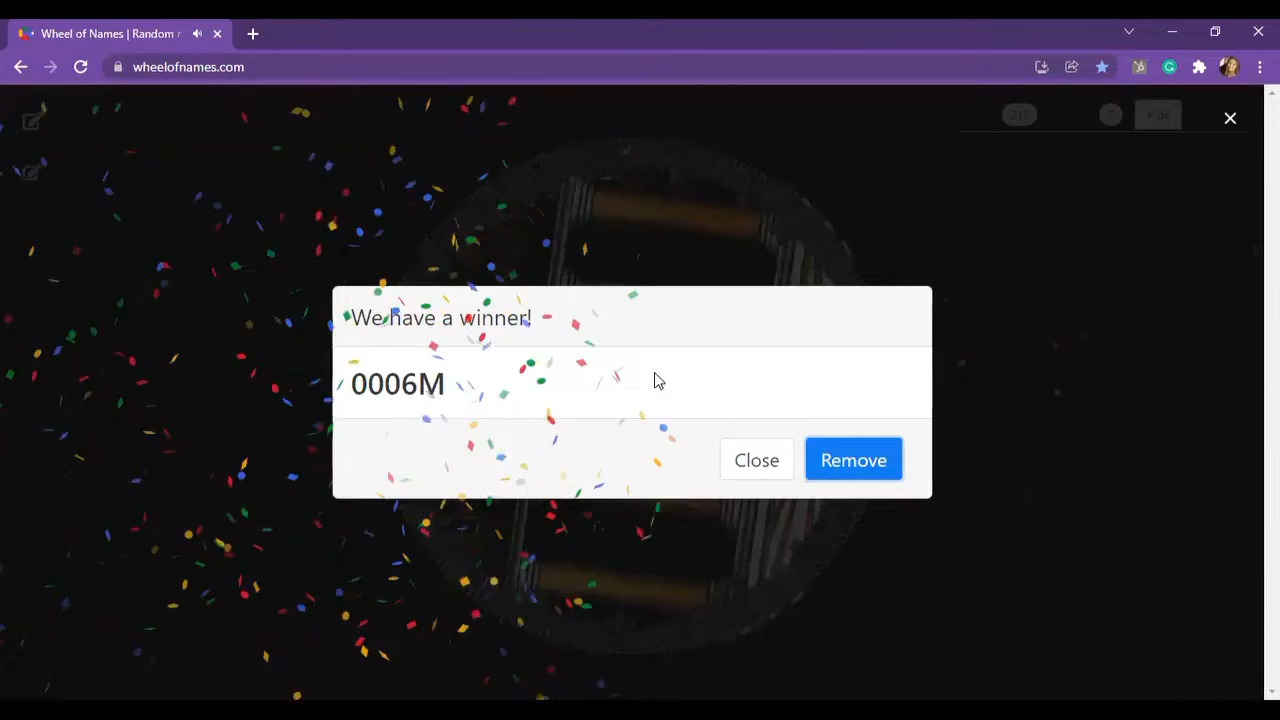 Wheel of Names | Random
wheelofnames.com
We have a winner!
0006M
Close
Remove